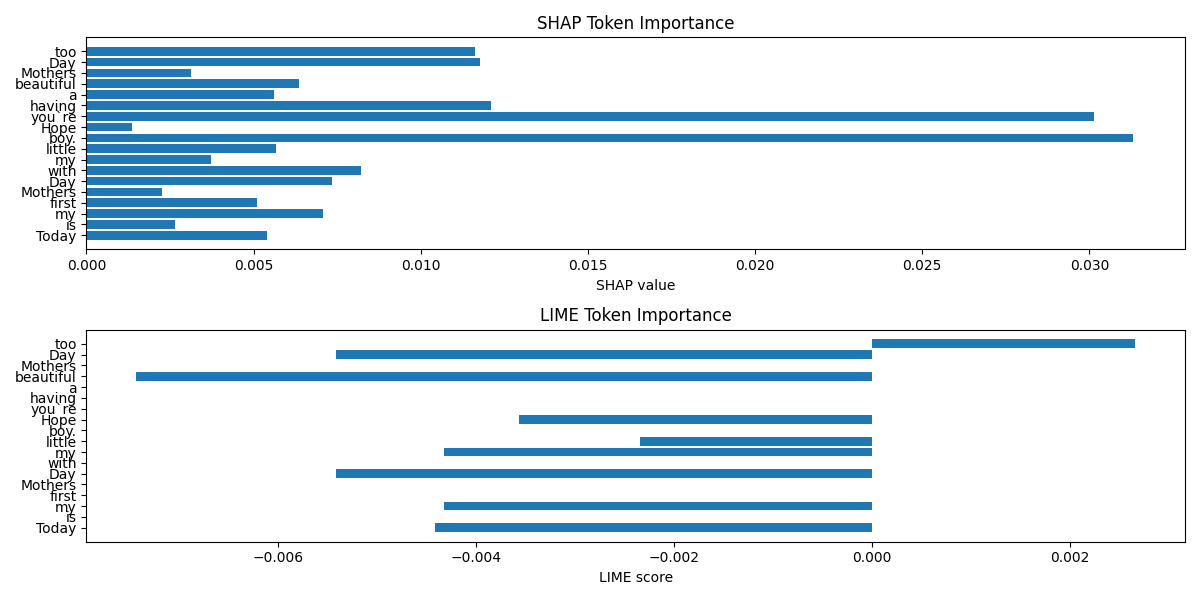 SHAP Token Importance
too
Day
Mothers
beautiful
a
having
you`re
Hope
boy.
little
my
with
Day
Mothers
first
my
is
Today
0.000 0.005 0.010 0.015 0.020 0.025 0.030
SHAP value
LIME Token Importance
too
Day
Mothers
beautiful
a
having
you`re
Hope
boy.
little
my
with
Day
Mothers
first
my
is
Today
−0.006 −0.004 −0.002 0.000 0.002
LIME score